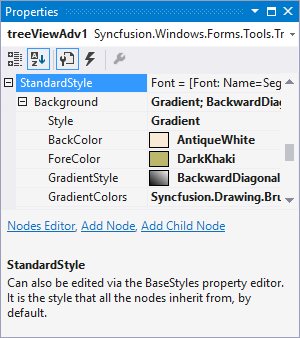 Properties
treeViewAdv1 Syncfusion.Windows.Forms.Tools.Tr
StandardStyle Font = [Font: Name=Seg
Background Gradient; BackwardDiag
Style Gradient
BackColor AntiqueWhite
ForeColor DarkKhaki
GradientStyle BackwardDiagonal
GradientColors Syncfusion.Drawing.Bru
Nodes Editor, Add Node, Add Child Node
StandardStyle
Can also be edited via the BaseStyles property editor.
It is the style that all the nodes inherit from, by
default.